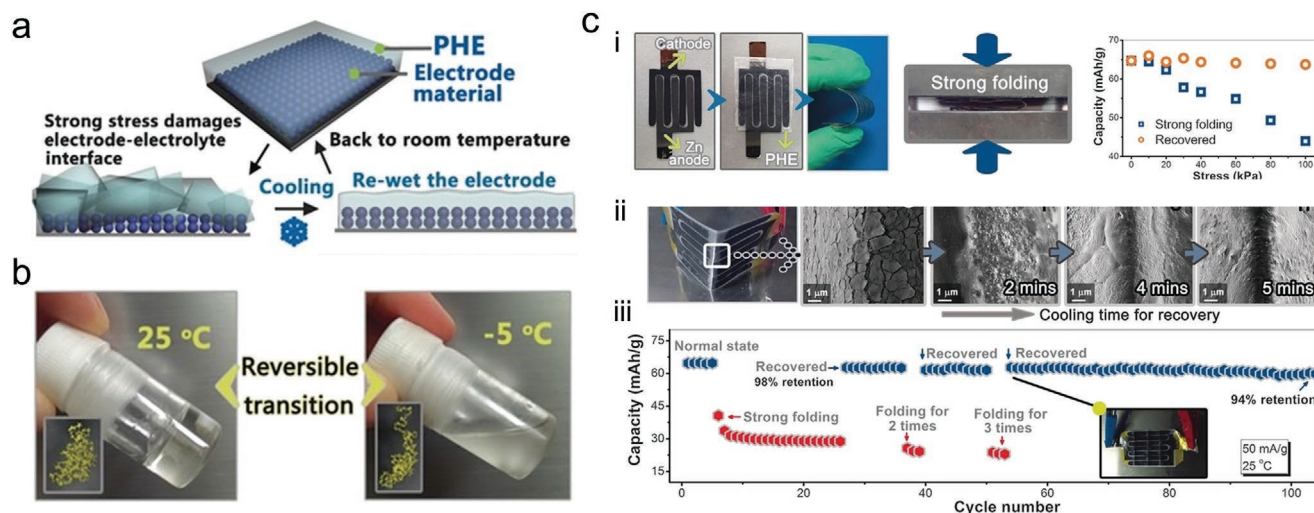 a
PHE
Electrode
material
Strong stress damages
electrode-electrolyte
interface
Back to room temperature
Cooling
Re-wet the electrode
b
25 °C
Reversible
transition
-5 °C
c
i
Cathode
Zn
anode
PHE
Strong folding
Capacity (mAh/g)
70
60
50
40
Strong folding
Recovered
0
20
40
60
80
100
Stress (kPa)
ii
1 µm
1 µm
2 mins
1 µm
4 mins
1 µm
5 mins
Cooling time for recovery
iii
Capacity (mAh/g)
75
60
45
30
15
Normal state
Recovered
98% retention
Recovered
Recovered
94% retention
Strong folding
Folding for
2 times
Folding for
3 times
50 mA/g
25 °C
0
20
40
60
80
100
Cycle number